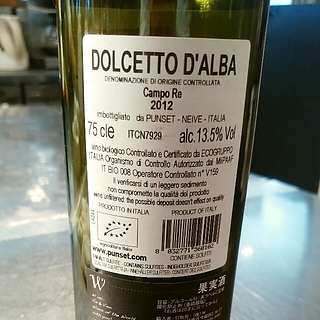 DOLCETTO D'ALBA
DENOMINAZIONE DI ORIGINE CONTROLLATA
Campo Re
2012
imbottigliato da PUNSET - NEIVE - ITALIA
75 cle ITCN7929 alc.13.5% Vol
vino biologico Controllato e Certificato da ECOGRUPPO
ITALIA Organismo di Controllo Autorizzato dal MiPAAF
IT BIO 008 Operatore Controllato n° V159
Il verificarsi di un leggero sedimento
non compromette la qualità del prodotto
wine unfiltered: the possible deposit doesn't effect on quality
PRODOTTO IN ITALIA PRODUCT OF ITALY
agricoltura Italia
www.punset.com
CONTIENE SOLFITI
W
果実酒